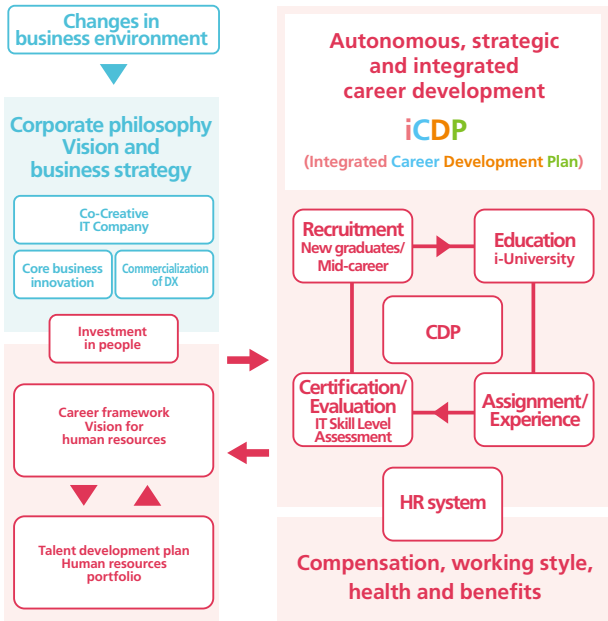 Changes in
business environment
Corporate philosophy
Vision and
business strategy
Co-Creative
IT Company
Core business
innovation
Commercialization
of DX
Investment
in people
Career framework
Vision for
human resources
Talent development plan
Human resources
portfolio
Autonomous, strategic
and integrated
career development
iCDP
(Integrated Career Development Plan)
Recruitment
New graduates/
Mid-career
Education
i-University
CDP
Certification/
Evaluation
IT Skill Level
Assessment
Assignment/
Experience
HR system
Compensation, working style,
health and benefits